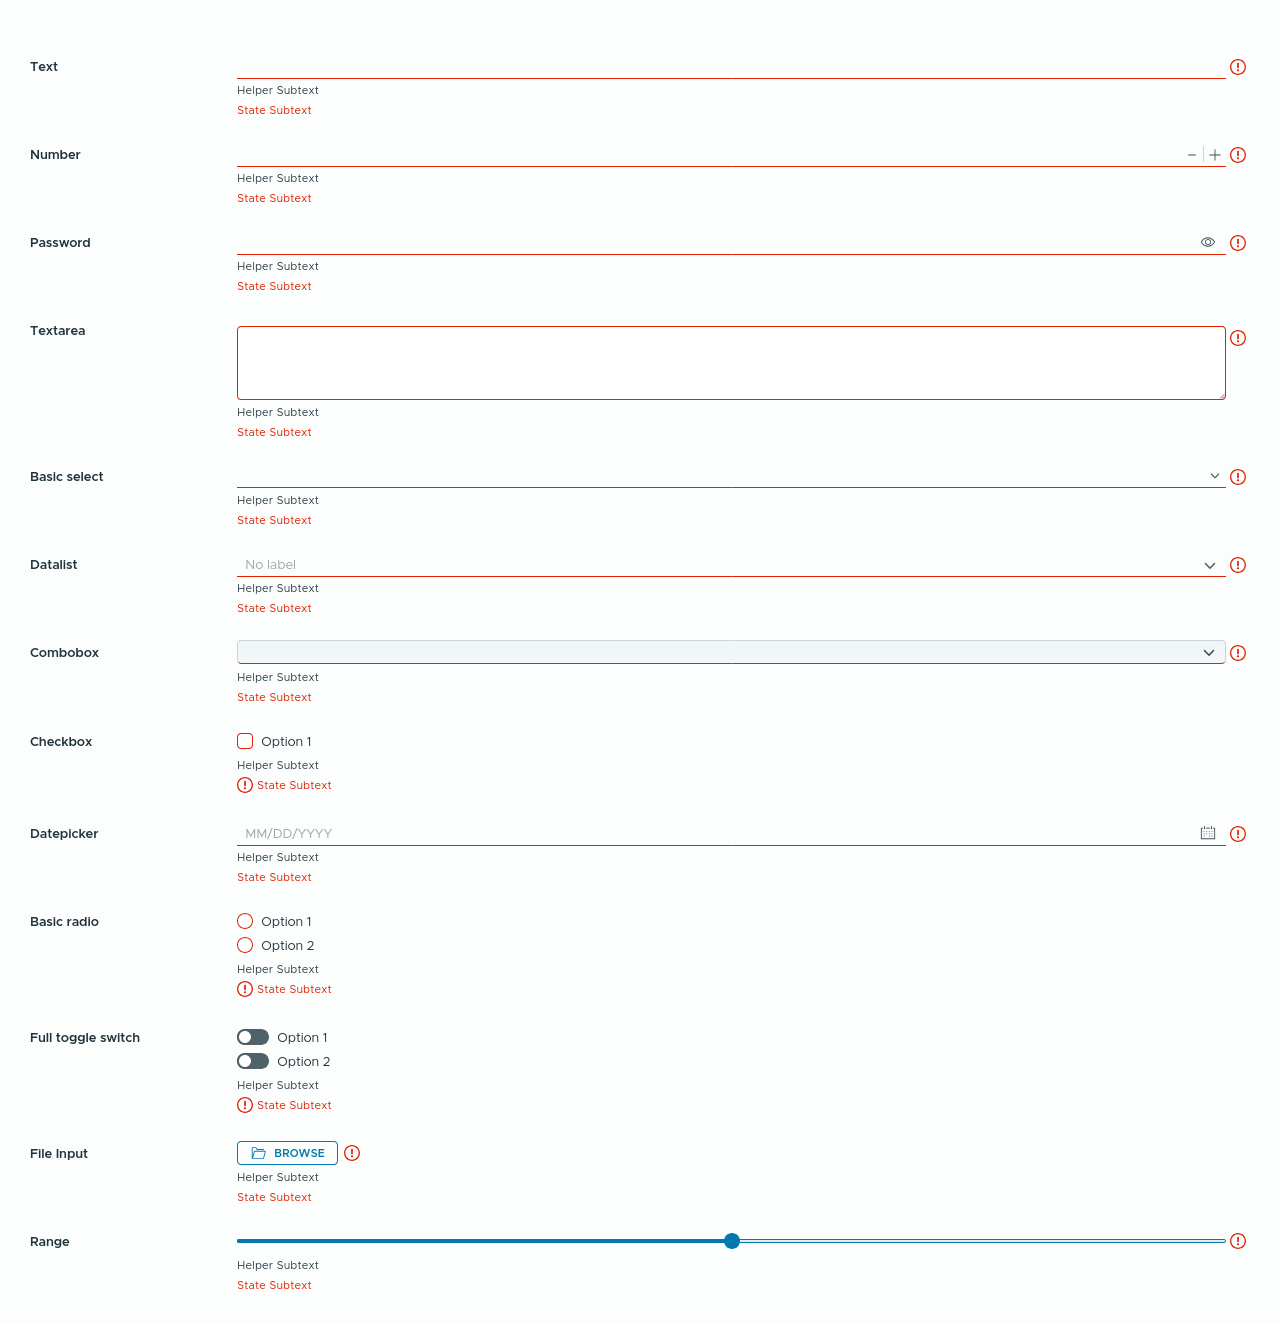 Text
Helper Subtext
State Subtext
Number
Helper Subtext
State Subtext
Password
Helper Subtext
State Subtext
Textarea
Helper Subtext
State Subtext
Basic select
Helper Subtext
State Subtext
Datalist
No label
Helper Subtext
State Subtext
Combobox
Helper Subtext
State Subtext
Checkbox
Option 1
Helper Subtext
State Subtext
Datepicker
MM/DD/YYYY
Helper Subtext
State Subtext
Basic radio
Option 1
Option 2
Helper Subtext
State Subtext
Full toggle switch
Option 1
Option 2
Helper Subtext
State Subtext
File Input
BROWSE
Helper Subtext
State Subtext
Range
Helper Subtext
State Subtext